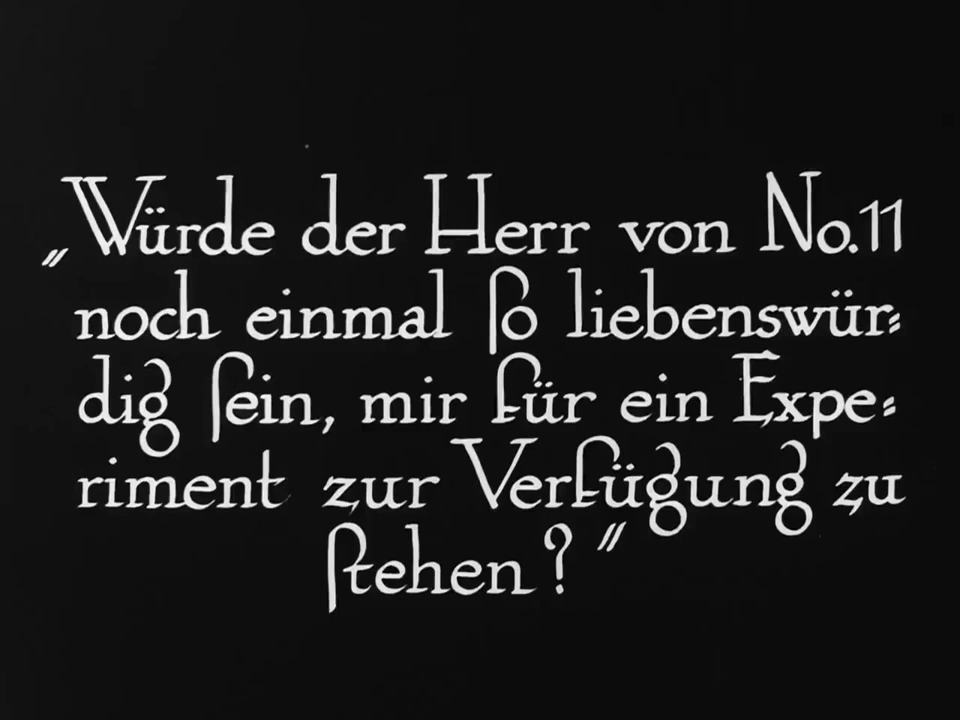 „Würde der Herr von No. 11
noch einmal ſo liebenswür⸗
dig ſein, mir für ein Expe⸗
riment zur Verfügung zu
ſtehen?"